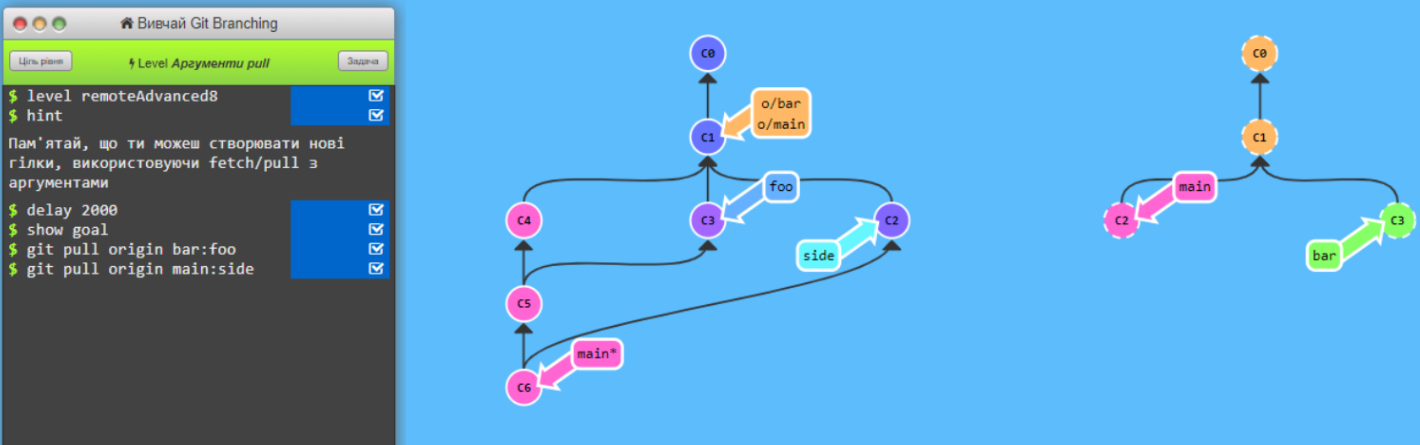 Вивчай Git Branching
Ціль рівня
Level Аргументи pull
Задача
$ level remoteAdvanced8
$ hint
Пам'ятай, що ти можеш створювати нові
гілки, використовуючи fetch/pull з
аргументами
$ delay 2000
$ show goal
$ git pull origin bar:foo
$ git pull origin main:side
C0
o/bar
o/main
C1
foo
C4
C3
C2
side
C5
main*
C6
C0
C1
main
C2
C3
bar